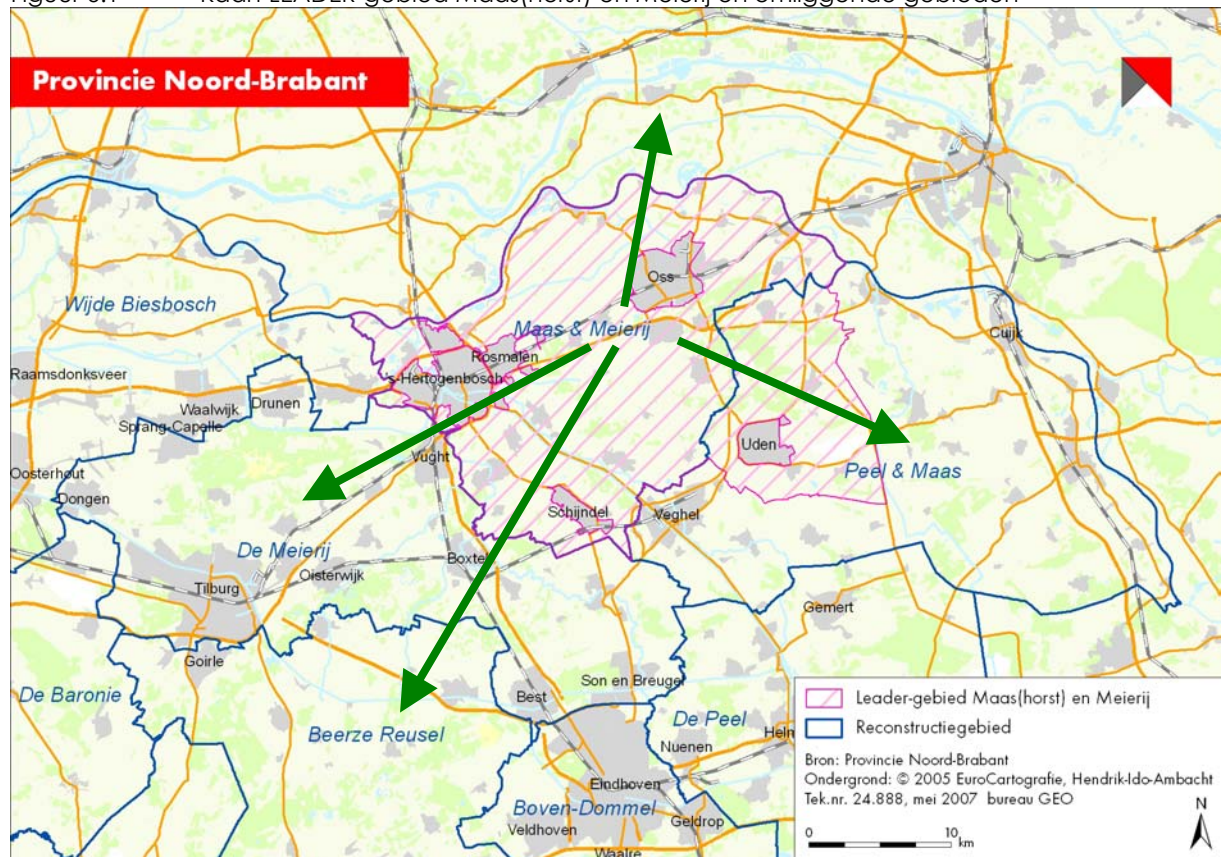 Provincie Noord-Brabant
Oss
Wijde Biesbosch
Maas & Meierij
Cuijk
Rosmalen
Raamsdonksveer
's-Hertogenbosch
Drunen
Waalwijk
Sprang-Capelle
Uden
Vught
Peel & Maas
Oosterhout
Dongen
Schijndel
Veghel
De Meierij
Boxtel
Oisterwijk
Tilburg
Gemert
Goirle
Son en Breugel
De Baronie
Best
Leader-gebied Maas(horst) en Meierij
De Peel
Reconstructiegebied
Beerze Reusel
Helm
Nuenen
Bron: Provincie Noord-Brabant
Ondergrond: © 2005 EuroCartografie, Hendrik-Ido-Ambacht
Eindhoven
Tek.nr. 24.888, mei 2007 bureau GEO
N
Boven-Dommel
Geldrop
Veldhoven
0 10
km
Waalre